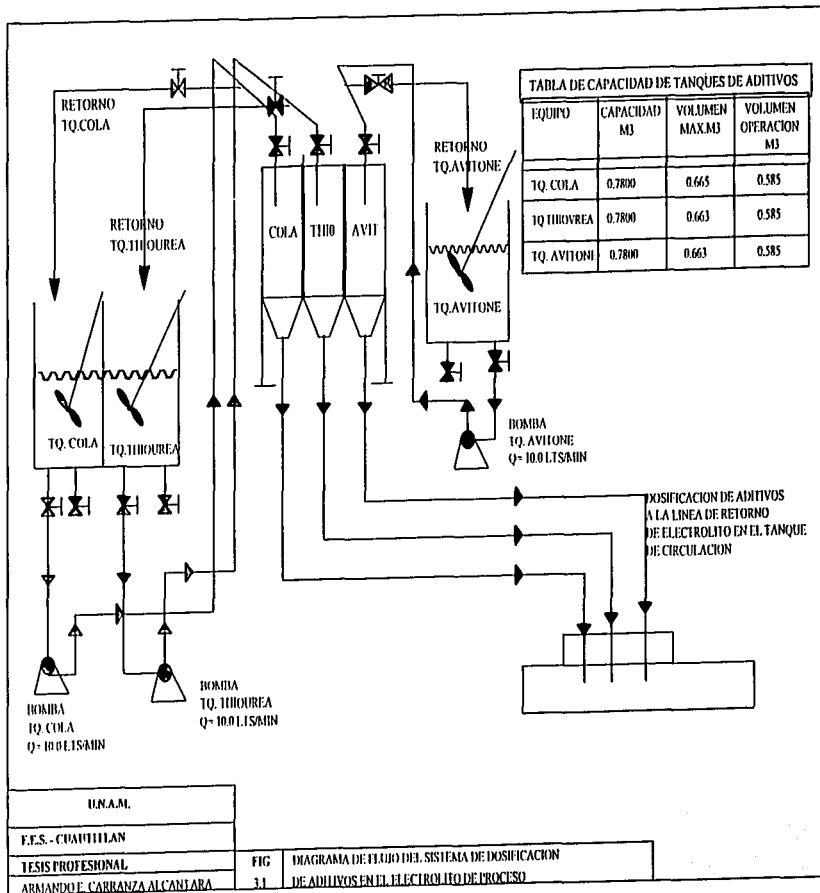 RETORNO
TQ.COLA
RETORNO
TQ.THIOUREA
RETORNO
TQ.AVITONE
TABLA DE CAPACIDAD DE TANQUES DE ADITIVOS
EQUIPO CAPACIDAD M3 VOLUMEN MAX.M3 VOLUMEN OPERACION M3
TQ. COLA 0.7800 0.665 0.585
TQ THIOVREA 0.7800 0.663 0.585
TQ. AVITONE 0.7800 0.663 0.585
COLA THIO AVIT
TQ.AVITONE
TQ. COLA TQ.THIOUREA
BOMBA
TQ. AVITONE
Q= 10.0 LTS/MIN
DOSIFICACION DE ADITIVOS
A LA LINEA DE RETORNO
DE ELECTROLITO EN EL TANQUE
DE CIRCULACION
BOMBA
TQ. COLA
Q= 10.0 LTS/MIN
BOMBA
TQ. THIOUREA
Q= 10.0 LTS/MIN
U.N.A.M.
F.E.S. - CUAUTITLAN
TESIS PROFESIONAL
ARMANDO E. CARRANZA ALCANTARA
FIG
3.1
DIAGRAMA DE FLUJO DEL SISTEMA DE DOSIFICACION
DE ADITIVOS EN EL ELECTROLITO DE PROCESO